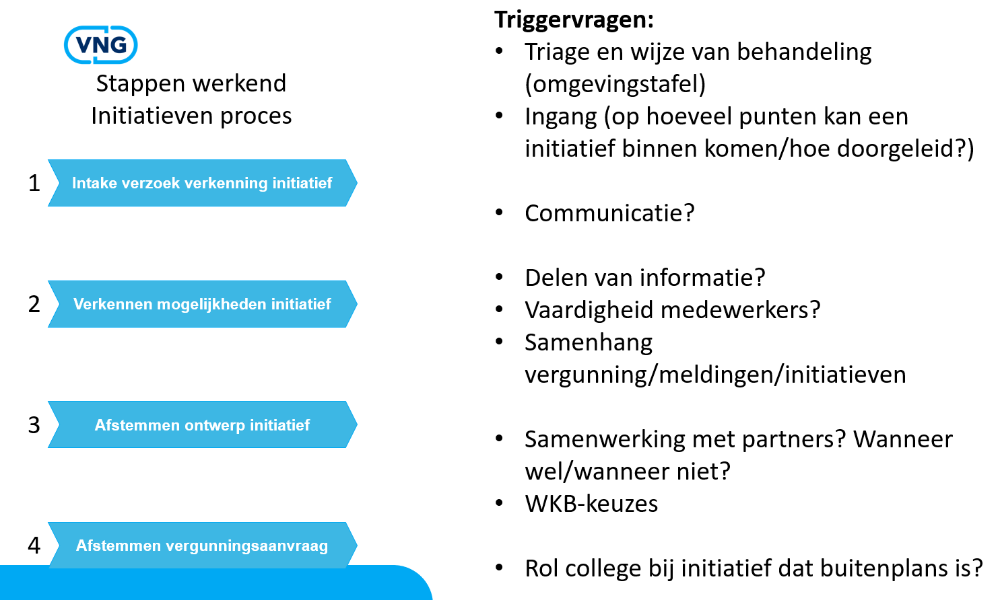 VNG
Stappen werkend
Initiatieven proces
1
Intake verzoek verkenning initiatief
2
Verkennen mogelijkheden initiatief
3
Afstemmen ontwerp initiatief
4
Afstemmen vergunningsaanvraag
Triggervragen:
• Triage en wijze van behandeling
(omgevingstafel)
• Ingang (op hoeveel punten kan een
initiatief binnen komen/hoe doorgeleid?)
• Communicatie?
• Delen van informatie?
• Vaardigheid medewerkers?
• Samenhang
vergunning/meldingen/initiatieven
• Samenwerking met partners? Wanneer
wel/wanneer niet?
• WKB-keuzes
• Rol college bij initiatief dat buitenplans is?